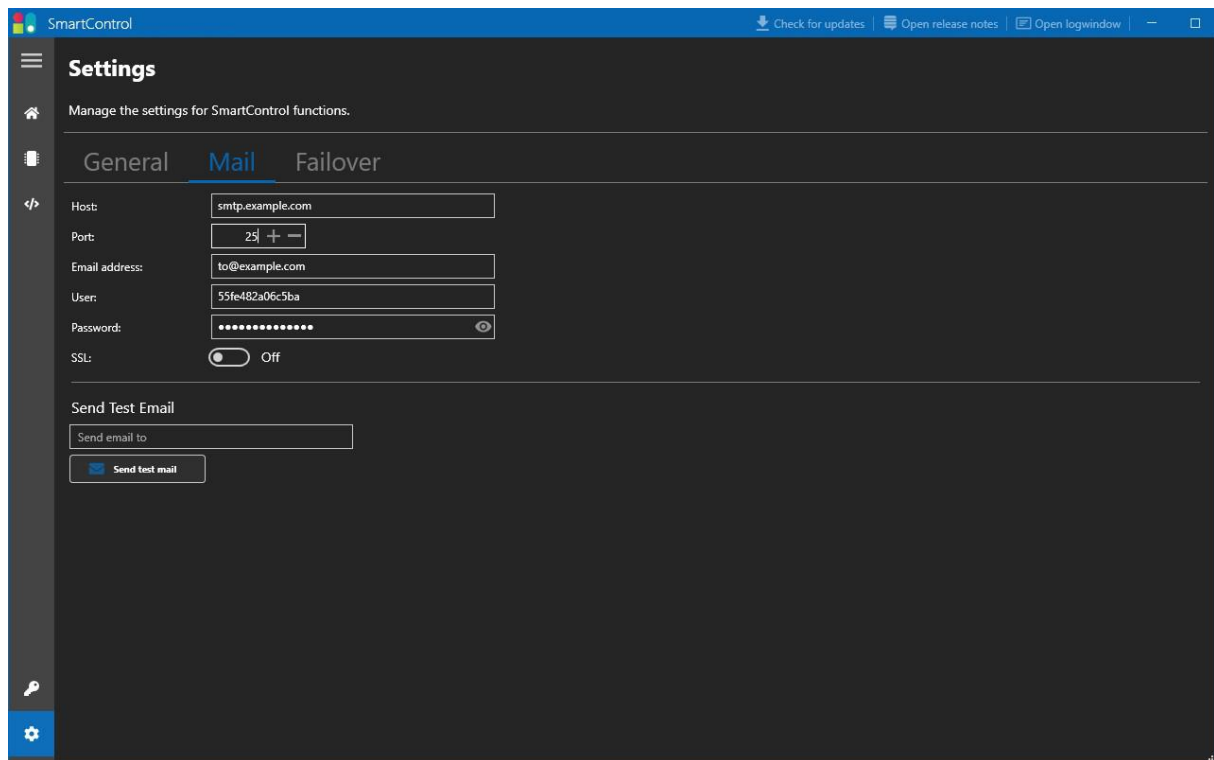 SmartControl Check for updates | Open release notes | Open logwindow |
Settings
Manage the settings for SmartControl functions.
General Mail Failover
Host: smtp.example.com
Port: 25
Email address: to@example.com
User: 55fe482a06c5ba
Password: ••••••••••••••
SSL: Off
Send Test Email
Send email to
Send test mail